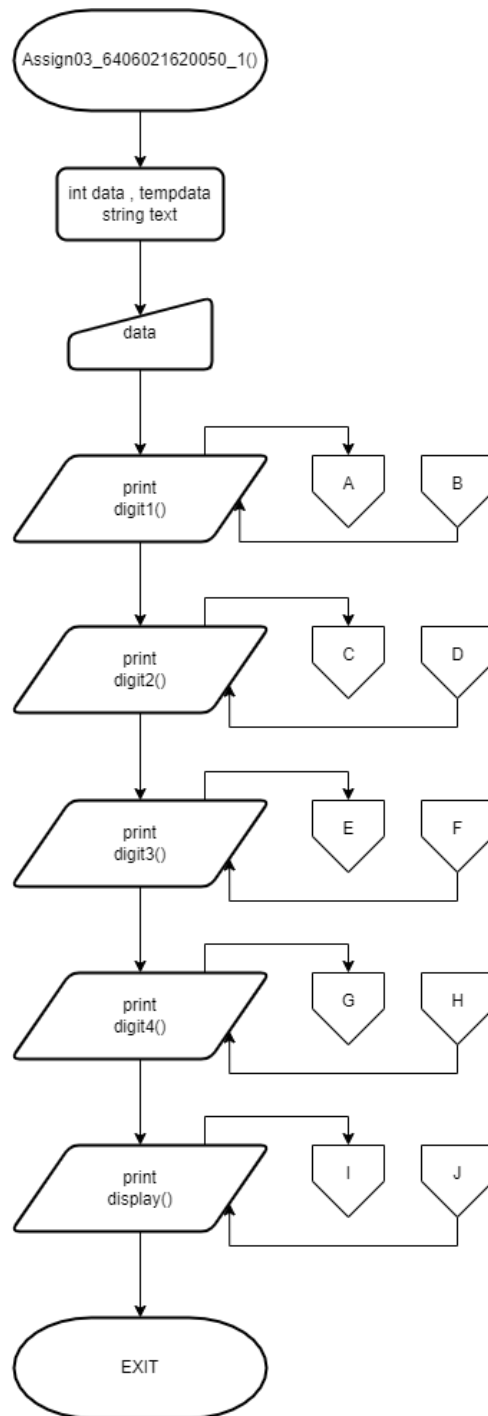 Assign03_6406021620050_1()
int data , tempdata
string text
data
print
digit1()
A
B
print
digit2()
C
D
print
digit3()
E
F
print
digit4()
G
H
print
display()
I
J
EXIT